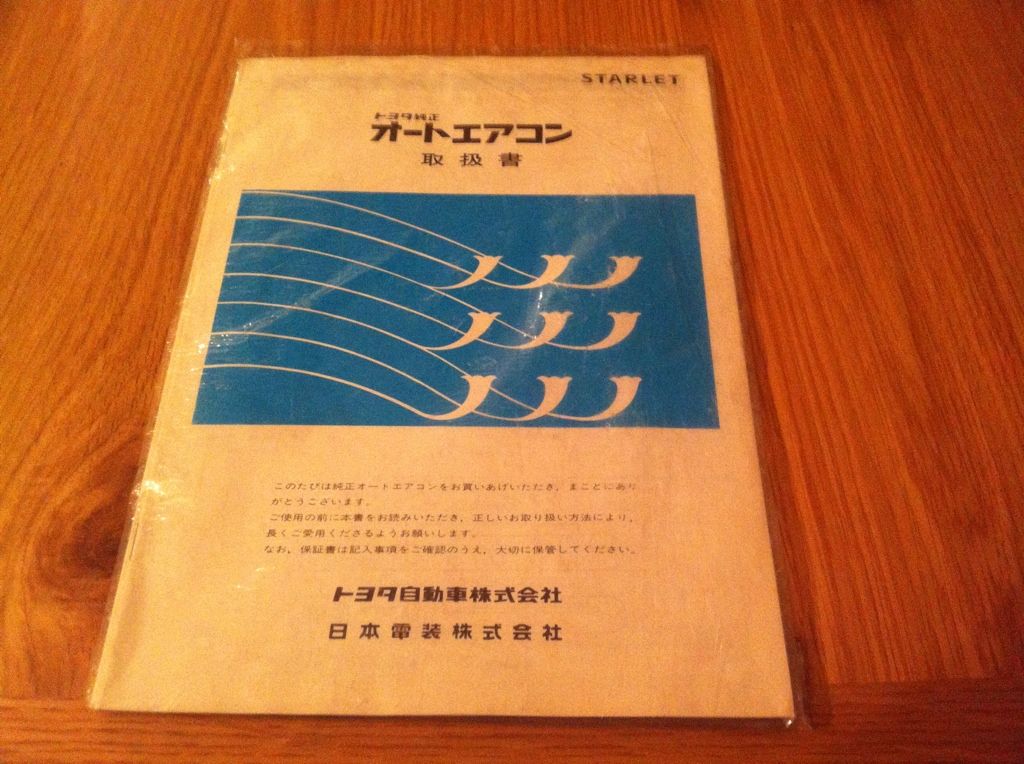 STARLET
トヨタ純正
オートエアコン
取扱書
このたびは純正オートエアコンをお買いあげいただき、まことにあり
がとうございます。
ご使用の前に本書をお読みいただき、正しいお取り扱い方法により、
長くご愛用くださるようお願いします。
なお、保証書は記入事項をご確認のうえ、大切に保管してください。
トヨタ自動車株式会社
日本電装株式会社